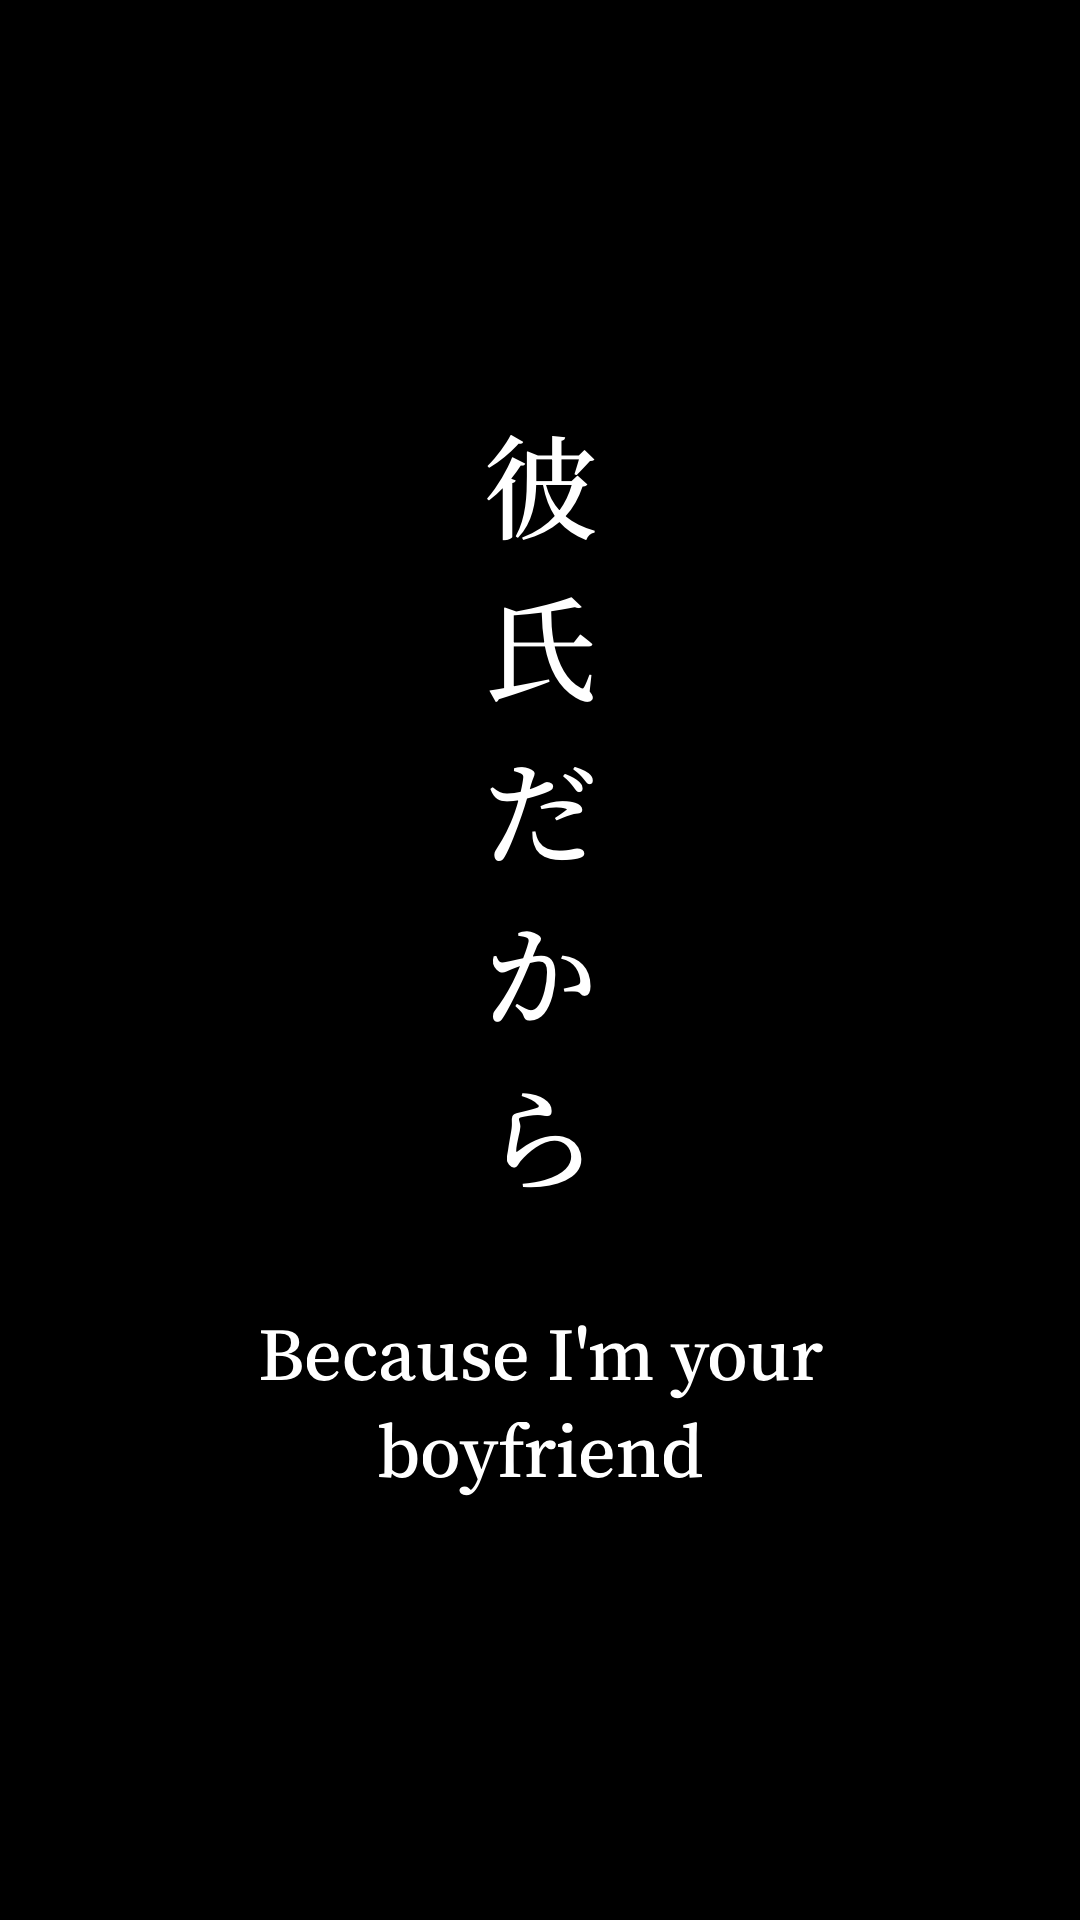 彼氏だから
Because I'm your
boyfriend